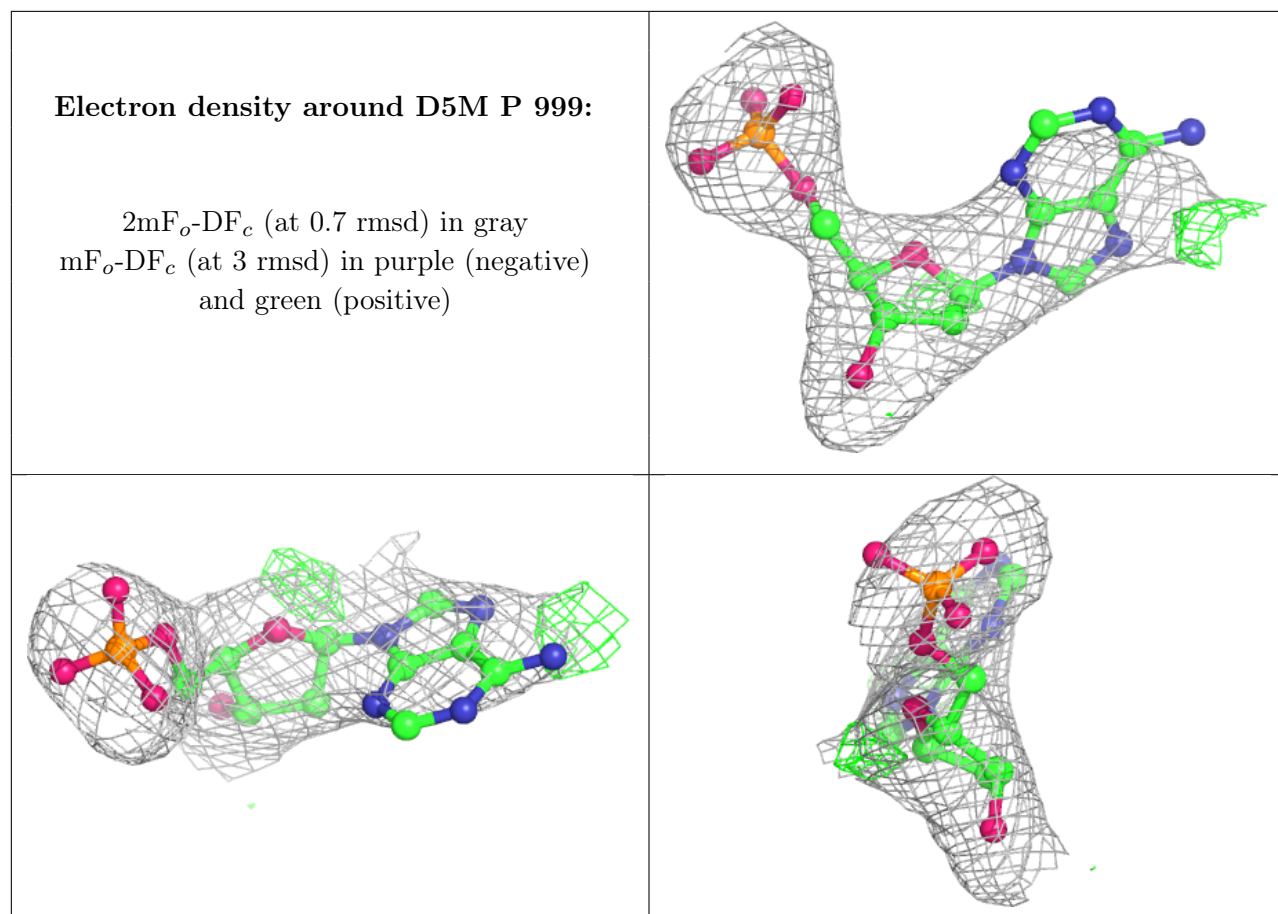 Electron density around D5M P 999:
2mFo-DFc (at 0.7 rmsd) in gray
mFo-DFc (at 3 rmsd) in purple (negative)
and green (positive)